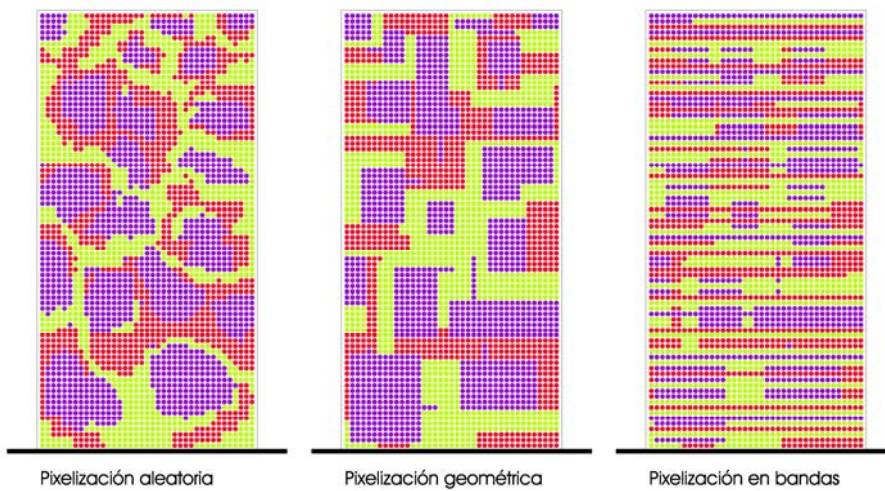 Pixelización aleatoria
Pixelización geométrica
Pixelización en bandas